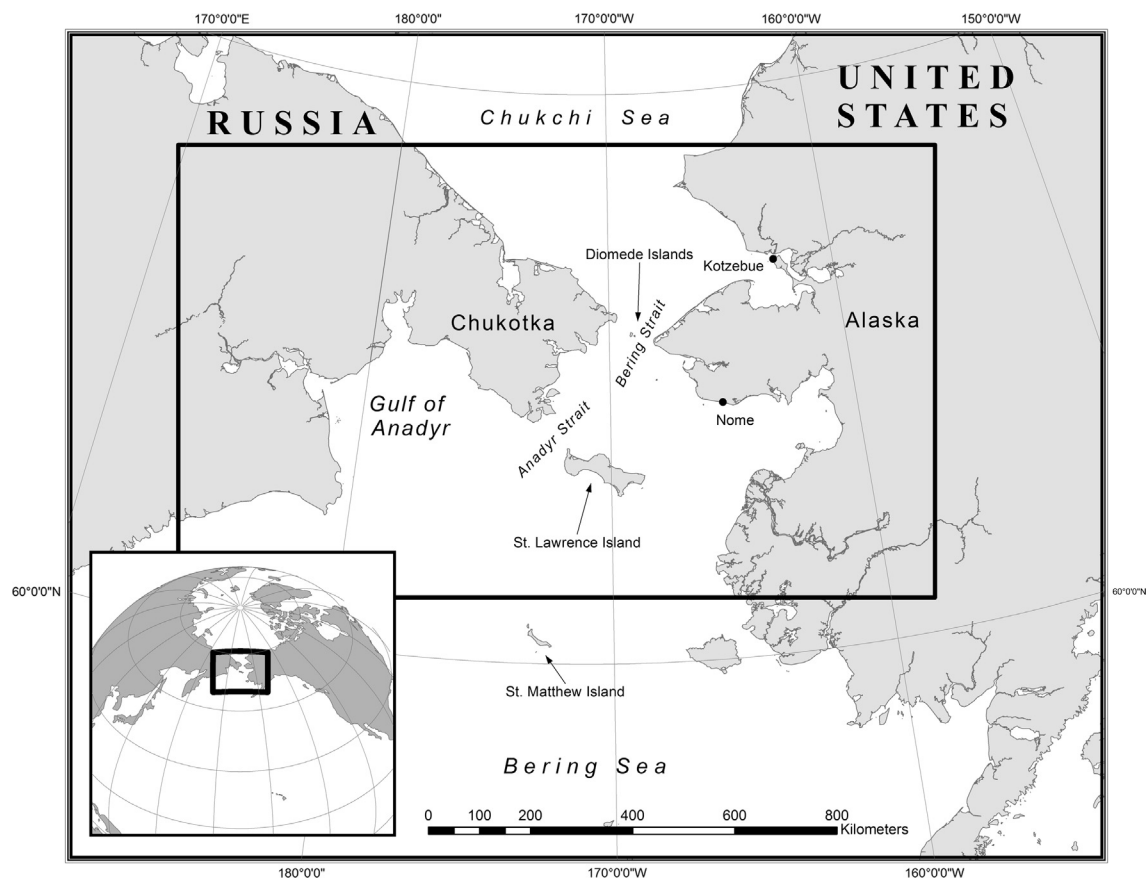 170°0'0"E 180°0'0" 170°0'0"W 160°0'0"W 150°0'0"W
UNITED
STATES
RUSSIA
Chukchi Sea
Diomede Islands
Kotzebue
Chukotka
Bering Strait
Alaska
Gulf of
Anadyr
Anadyr Strait
Nome
St. Lawrence Island
60°0'0"N
60°0'0"N
St. Matthew Island
Bering Sea
0 100 200 400 600 800
Kilometers
180°0'0" 170°0'0"W 160°0'0"W